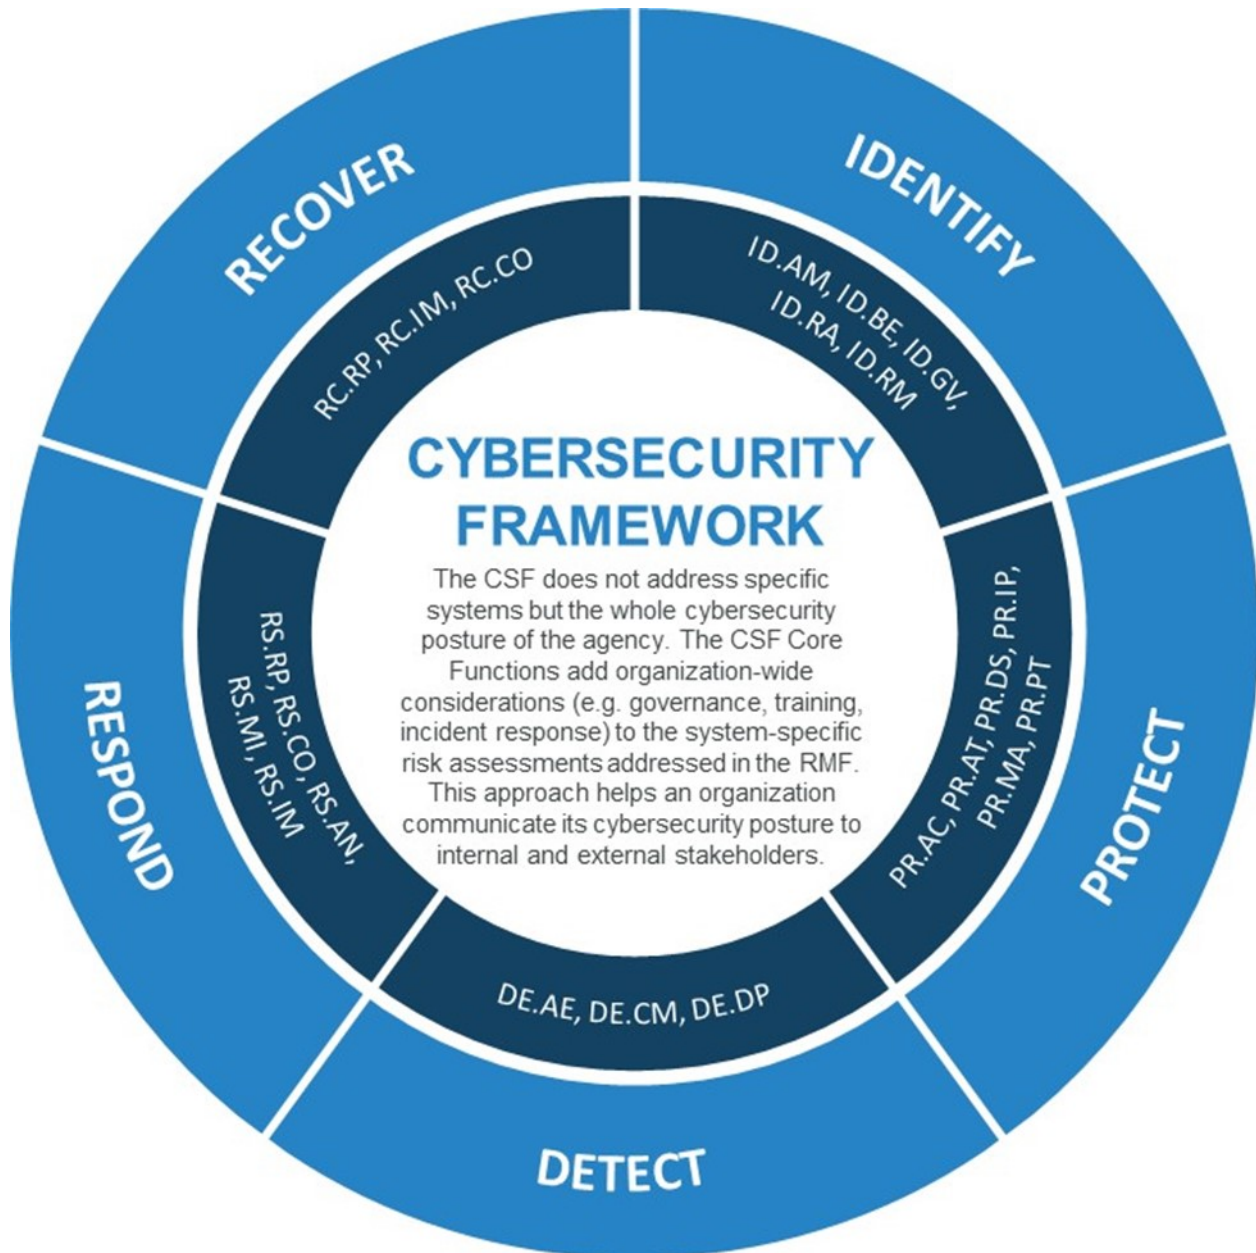 RECOVER
IDENTIFY
RC.RP, RC.IM, RC.CO
ID.AM, ID.BE, ID.GV,
ID.RA, ID.RM
CYBERSECURITY
FRAMEWORK
The CSF does not address specific
systems but the whole cybersecurity
posture of the agency. The CSF Core
Functions add organization-wide
considerations (e.g. governance, training,
incident response) to the system-specific
risk assessments addressed in the RMF.
This approach helps an organization
communicate its cybersecurity posture to
internal and external stakeholders.
PR.AC, PR.AT, PR.DS, PR.IP,
PR.MA, PR.PT
PROTECT
RESPOND
RS.RP, RS.CO, RS.AN,
RS.MI, RS.IM
DE.AE, DE.CM, DE.DP
DETECT